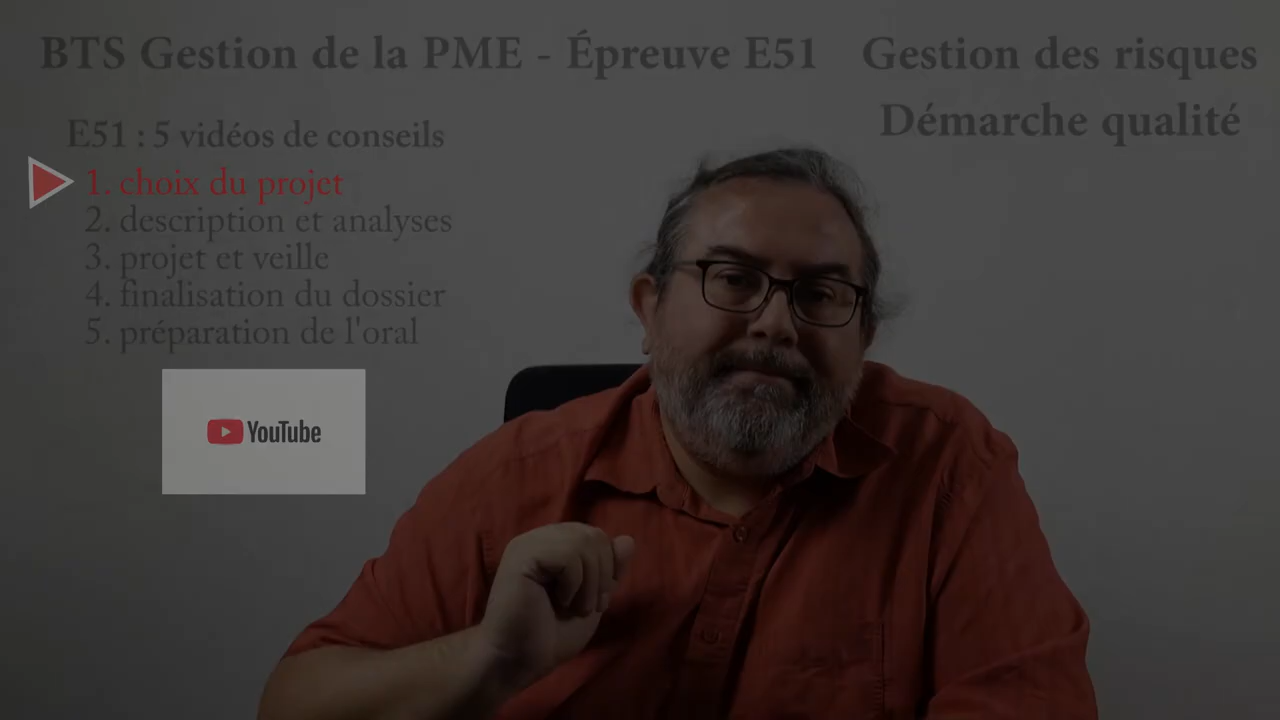 BTS Gestion de la PME - Épreuve E51
Gestion des risques
Démarche qualité
E51 : 5 vidéos de conseils
1. choix du projet
2. description et analyses
3. projet et veille
4. finalisation du dossier
5. préparation de l'oral
YouTube